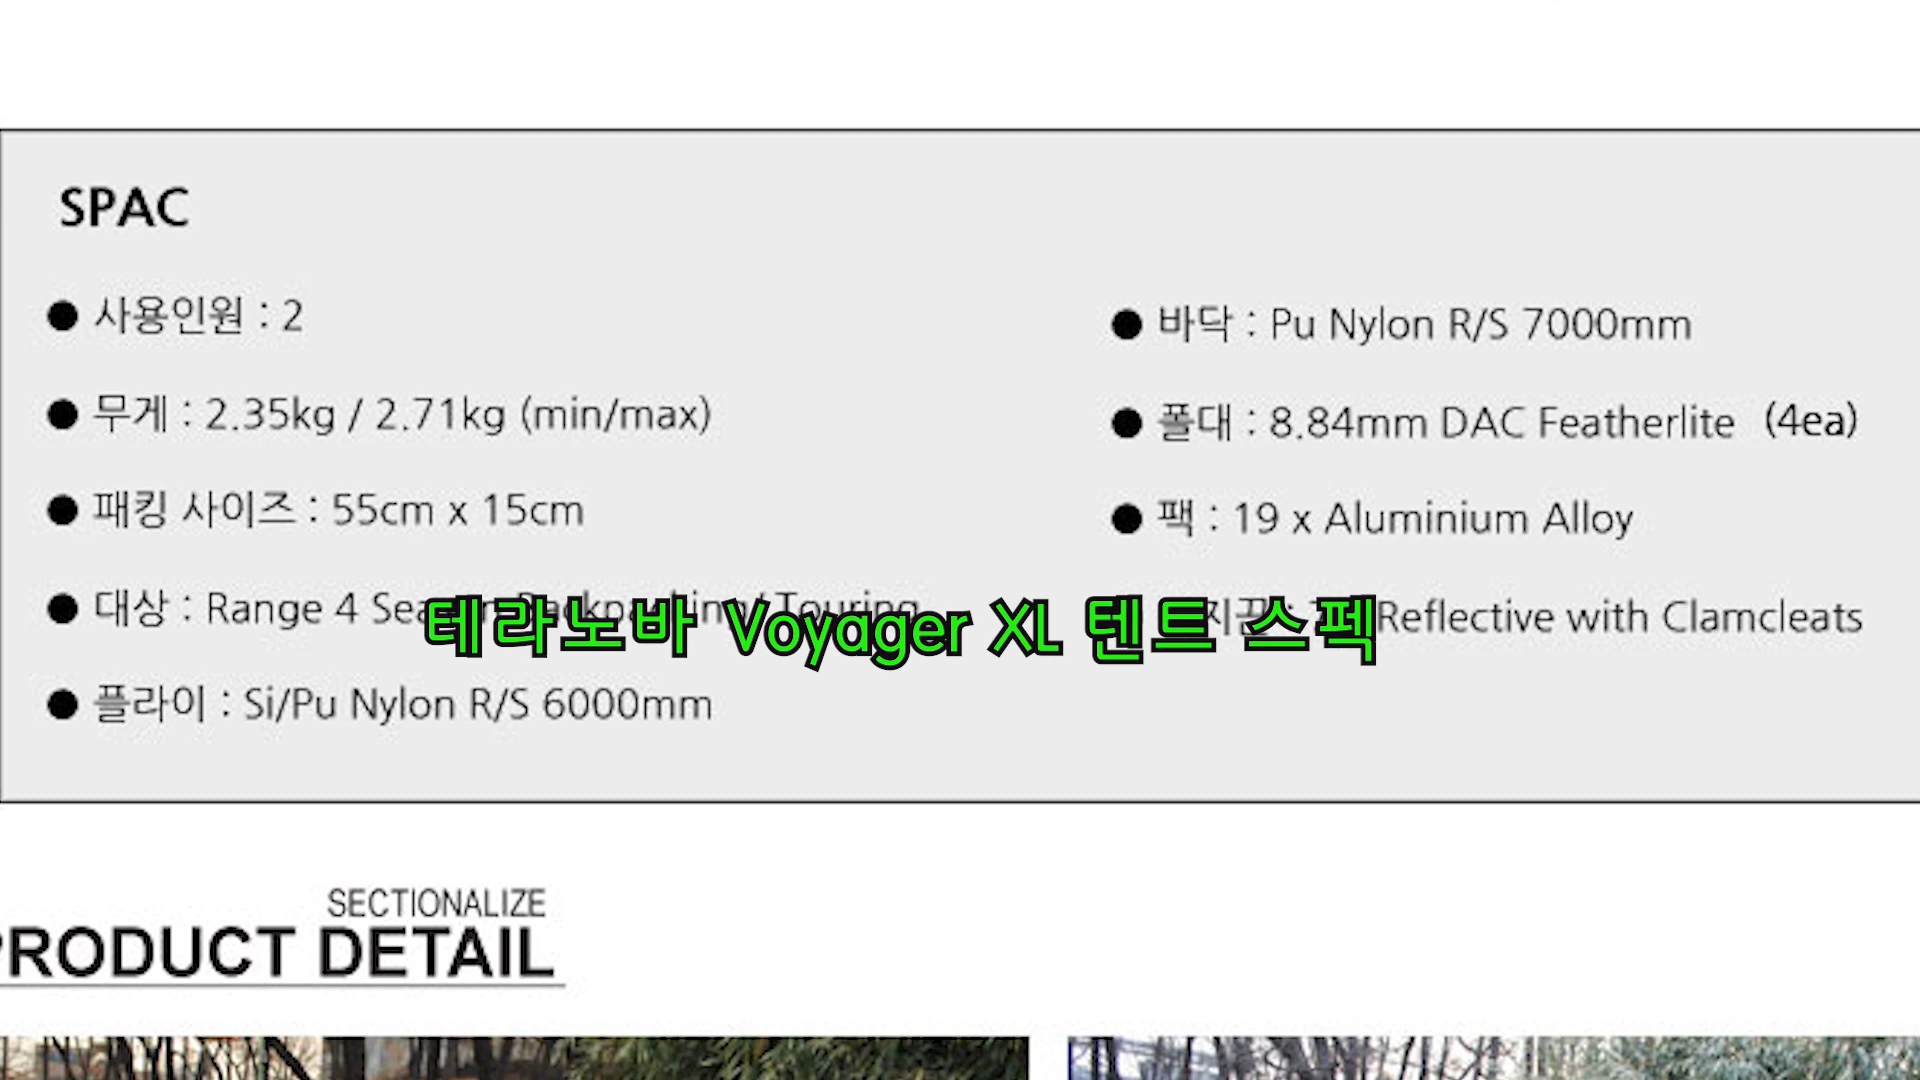 SPAC
● 사용인원 : 2
● 무게 : 2.35kg / 2.71kg (min/max)
● 패킹 사이즈 : 55cm x 15cm
● 대상 : Range 4 Touring
● 플라이 : Si/Pu Nylon R/S 6000mm
● 바닥 : Pu Nylon R/S 7000mm
● 폴대 : 8.84mm DAC Featherlite (4ea)
● 팩 : 19 x Aluminium Alloy
Reflective with Clamcleats
테라노바 Voyager XL 텐트 스펙
SECTIONALIZE
PRODUCT DETAIL